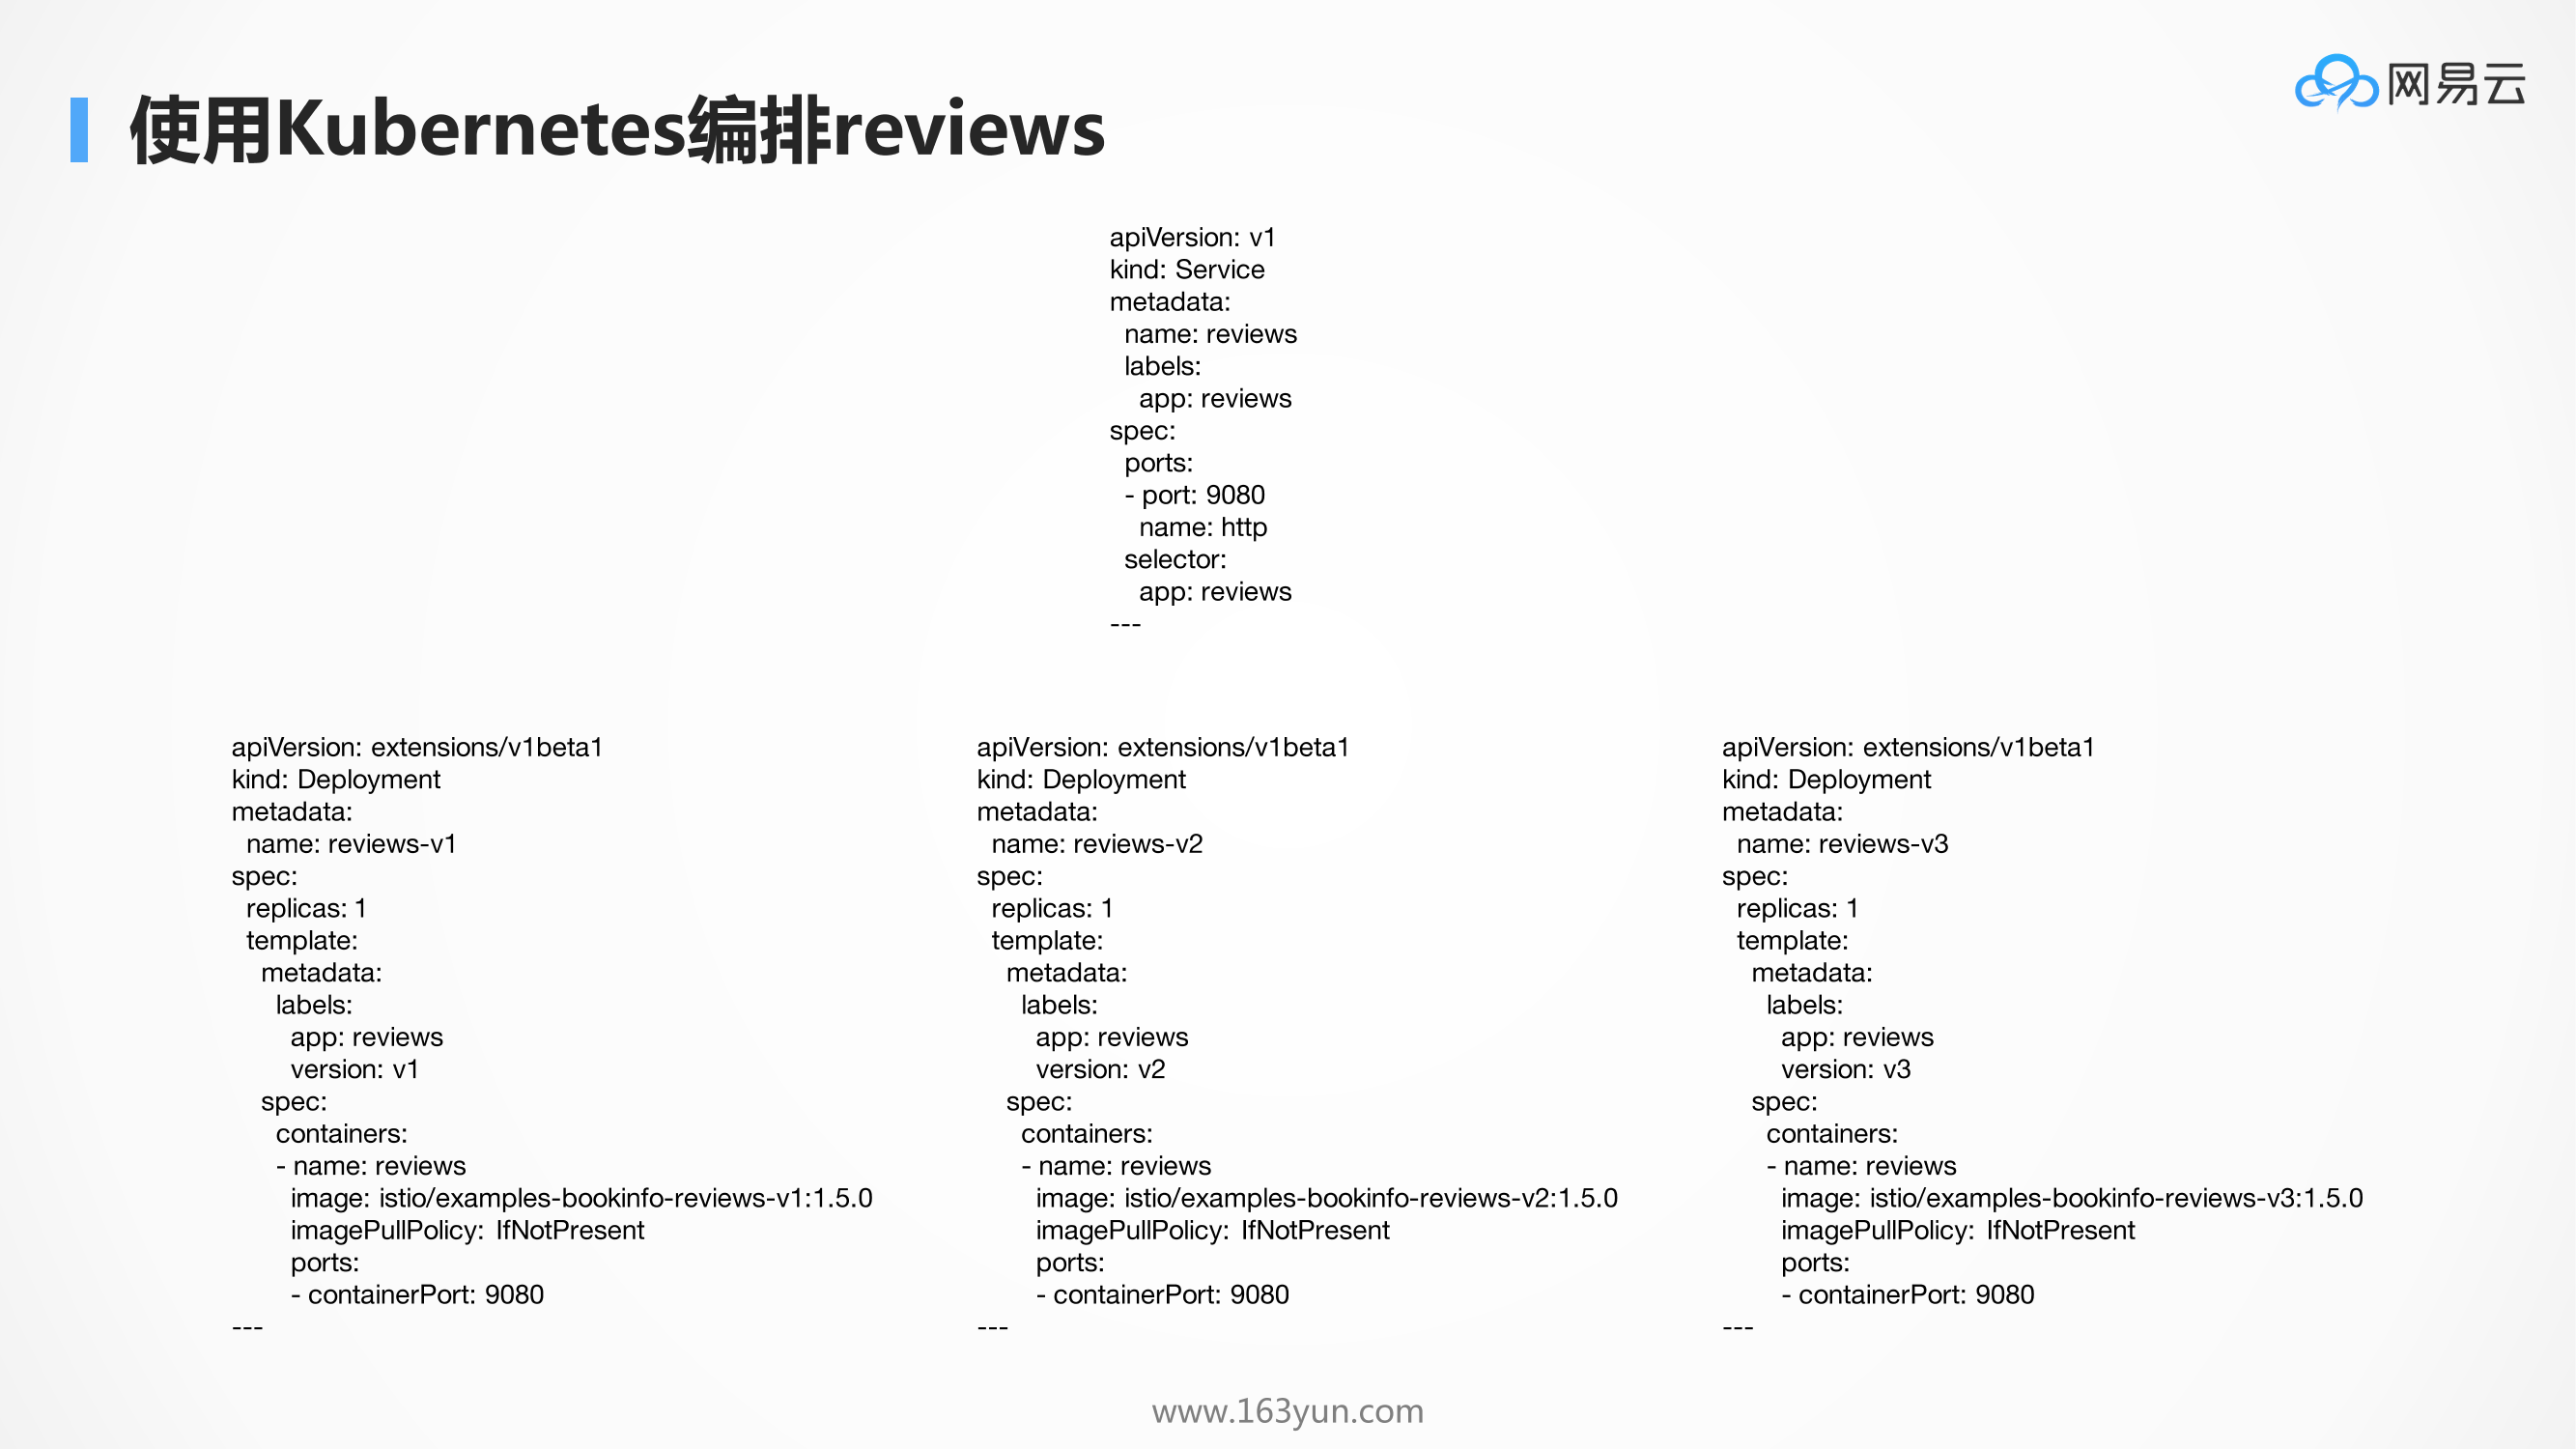 网易云
使用Kubernetes编排reviews
apiVersion: v1
kind: Service
metadata:
  name: reviews
  labels:
    app: reviews
spec:
  ports:
  - port: 9080
    name: http
  selector:
    app: reviews
---
apiVersion: extensions/v1beta1
kind: Deployment
metadata:
  name: reviews-v1
spec:
  replicas: 1
  template:
    metadata:
      labels:
        app: reviews
        version: v1
    spec:
      containers:
      - name: reviews
        image: istio/examples-bookinfo-reviews-v1:1.5.0
        imagePullPolicy: IfNotPresent
        ports:
        - containerPort: 9080
---
apiVersion: extensions/v1beta1
kind: Deployment
metadata:
  name: reviews-v2
spec:
  replicas: 1
  template:
    metadata:
      labels:
        app: reviews
        version: v2
    spec:
      containers:
      - name: reviews
        image: istio/examples-bookinfo-reviews-v2:1.5.0
        imagePullPolicy: IfNotPresent
        ports:
        - containerPort: 9080
---
apiVersion: extensions/v1beta1
kind: Deployment
metadata:
  name: reviews-v3
spec:
  replicas: 1
  template:
    metadata:
      labels:
        app: reviews
        version: v3
    spec:
      containers:
      - name: reviews
        image: istio/examples-bookinfo-reviews-v3:1.5.0
        imagePullPolicy: IfNotPresent
        ports:
        - containerPort: 9080
---
www.163yun.com